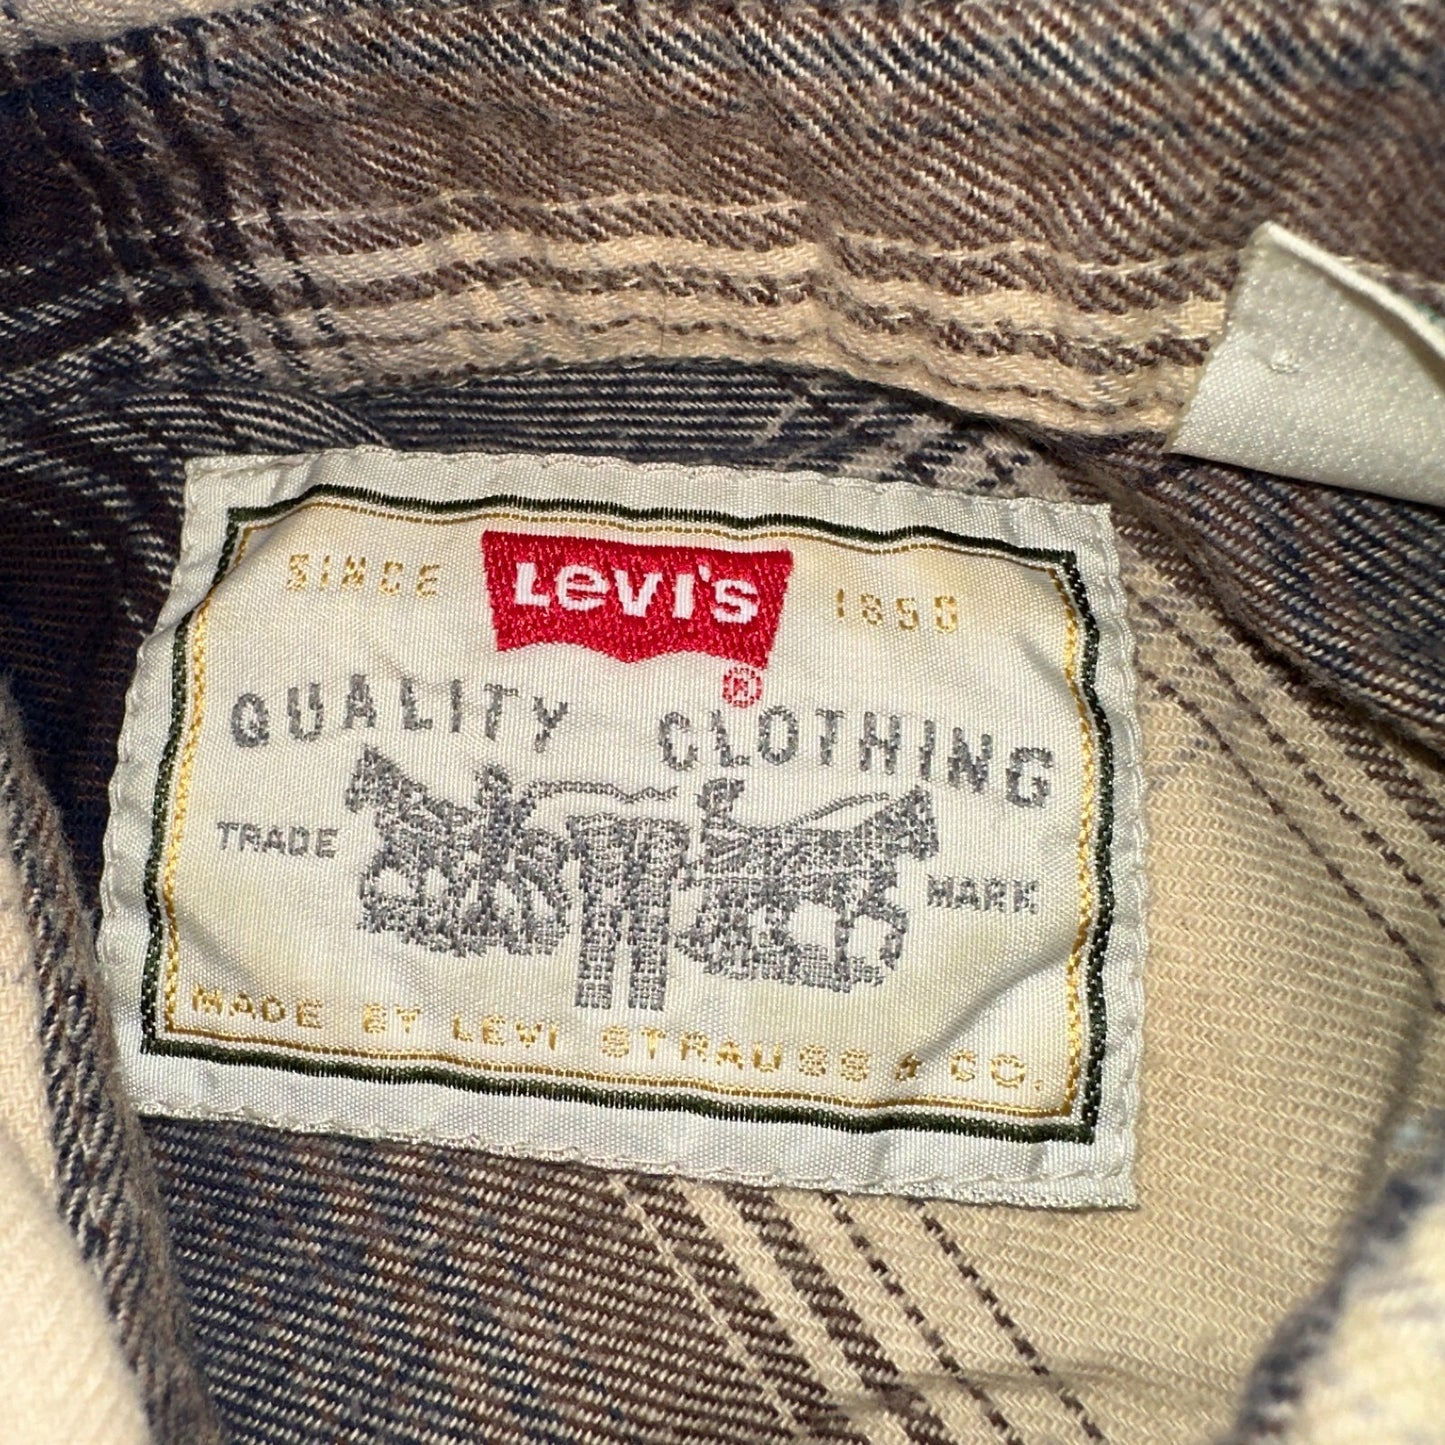 SINCE LEVI'S ® 1850
QUALITY CLOTHING
TRADE MARK
MADE BY LEVI STRAUSS & CO.